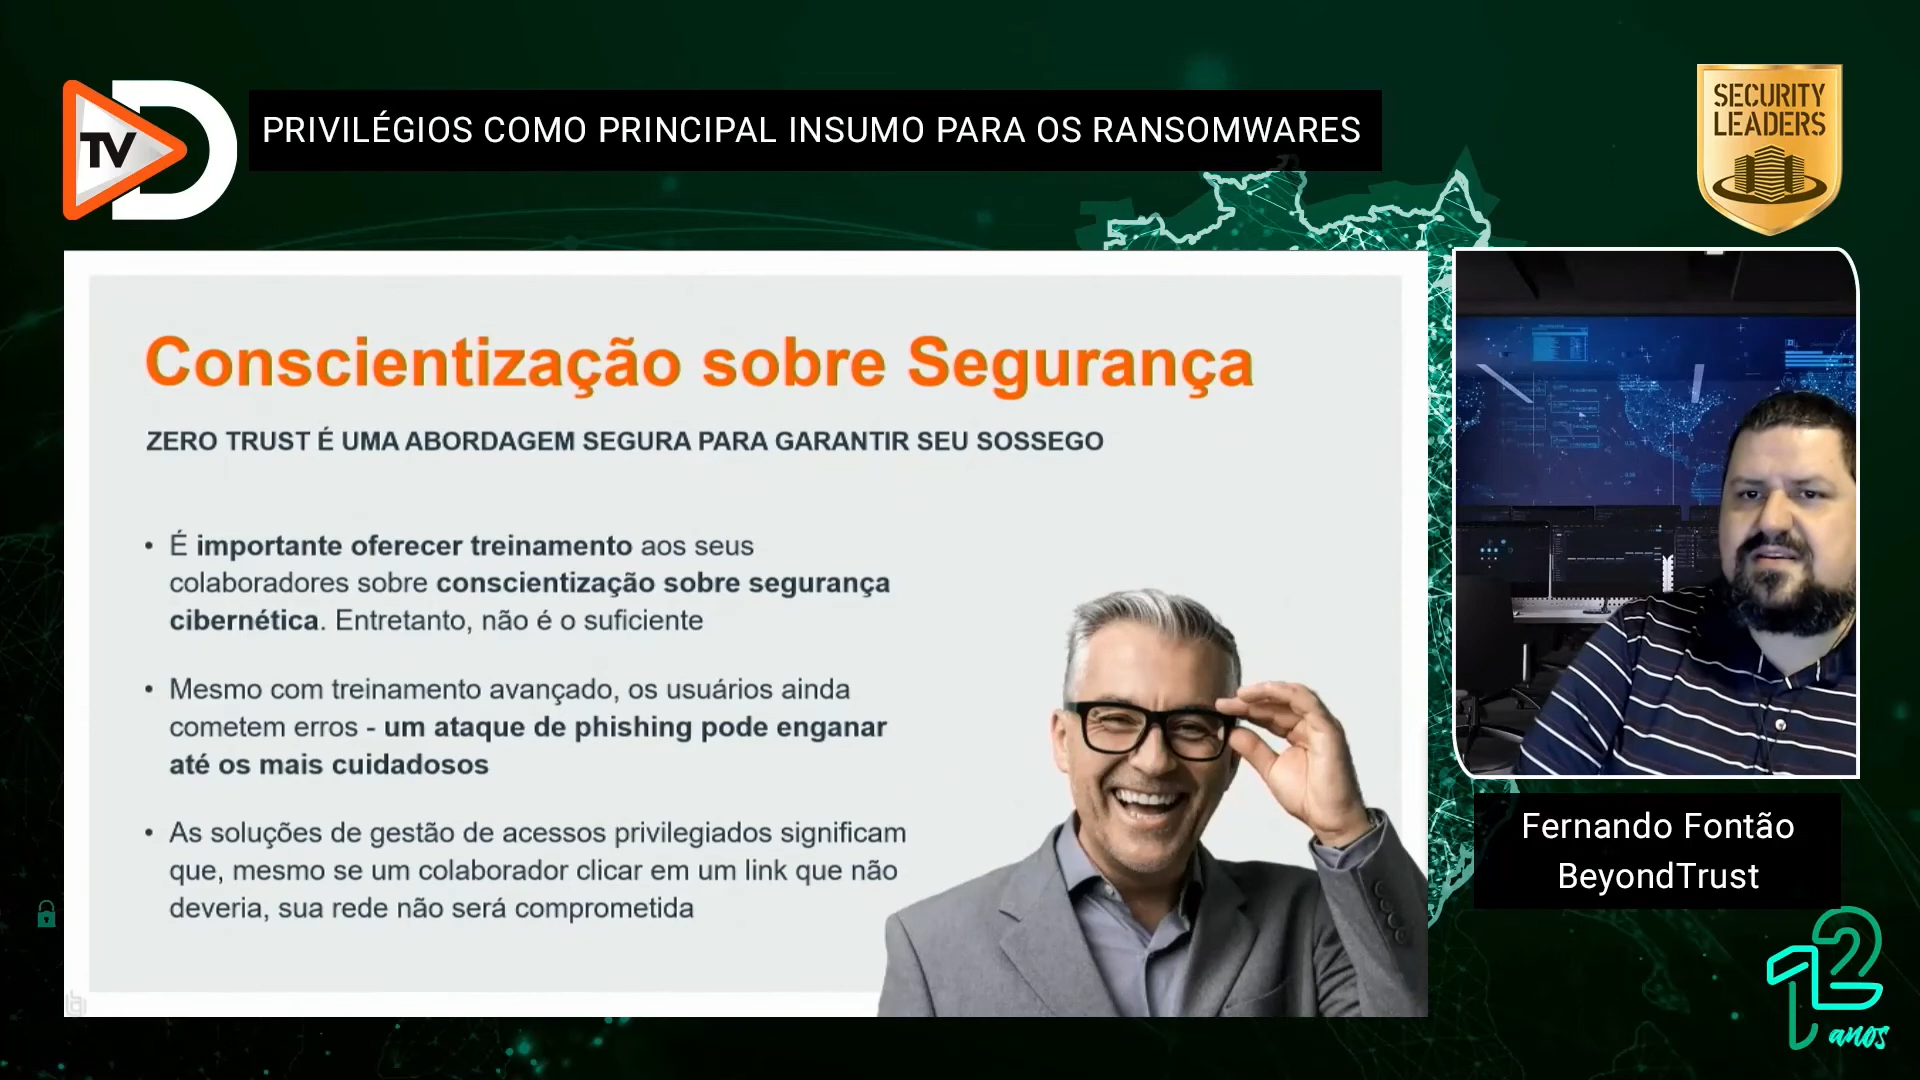 TV
PRIVILÉGIOS COMO PRINCIPAL INSUMO PARA OS RANSOMWARES
SECURITY
LEADERS
Conscientização sobre Segurança
ZERO TRUST É UMA ABORDAGEM SEGURA PARA GARANTIR SEU SOSSEGO
• É importante oferecer treinamento aos seus
colaboradores sobre conscientização sobre segurança
cibernética. Entretanto, não é o suficiente
• Mesmo com treinamento avançado, os usuários ainda
cometem erros - um ataque de phishing pode enganar
até os mais cuidadosos
• As soluções de gestão de acessos privilegiados significam
que, mesmo se um colaborador clicar em um link que não
deveria, sua rede não será comprometida
Fernando Fontão
BeyondTrust
12
anos